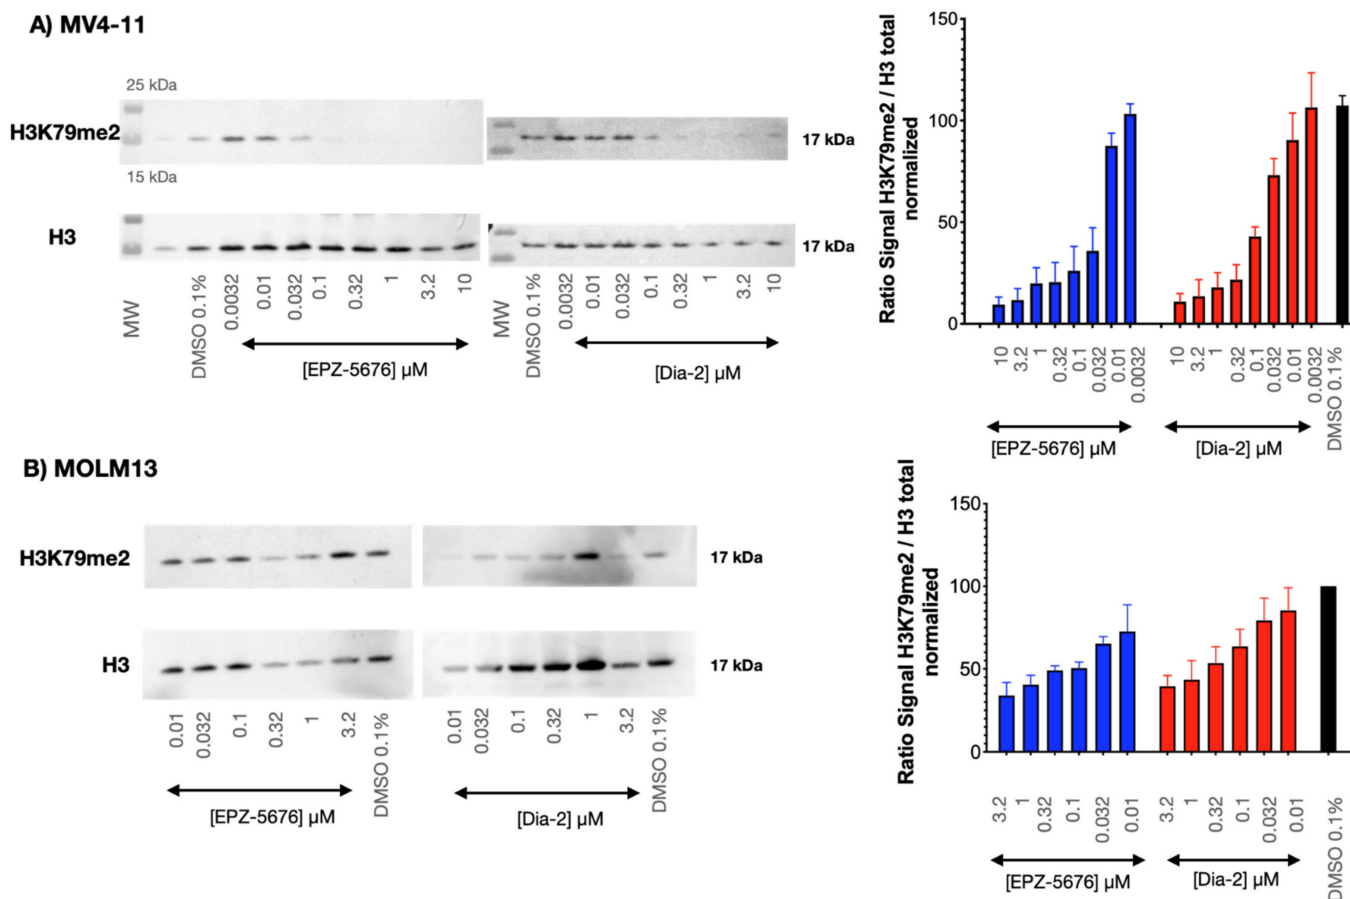 A) MV4-11
25 kDa
H3K79me2
17 kDa
15 kDa
H3
17 kDa
MW
DMSO 0.1%
0.0032
0.01
0.032
0.1
0.32
1
3.2
10
[EPZ-5676] µM
MW
DMSO 0.1%
0.0032
0.01
0.032
0.1
0.32
1
3.2
10
[Dia-2] µM
Ratio Signal H3K79me2 / H3 total
normalized
150
100
50
0
10
3.2
1
0.32
0.1
0.032
0.01
0.0032
[EPZ-5676] µM
10
3.2
1
0.32
0.1
0.032
0.01
0.0032
[Dia-2] µM
DMSO 0.1%
B) MOLM13
H3K79me2
17 kDa
H3
17 kDa
0.01
0.032
0.1
0.32
1
3.2
DMSO 0.1%
[EPZ-5676] µM
0.01
0.032
0.1
0.32
1
3.2
DMSO 0.1%
[Dia-2] µM
Ratio Signal H3K79me2 / H3 total
normalized
150
100
50
0
3.2
1
0.32
0.1
0.032
0.01
[EPZ-5676] µM
3.2
1
0.32
0.1
0.032
0.01
[Dia-2] µM
DMSO 0.1%